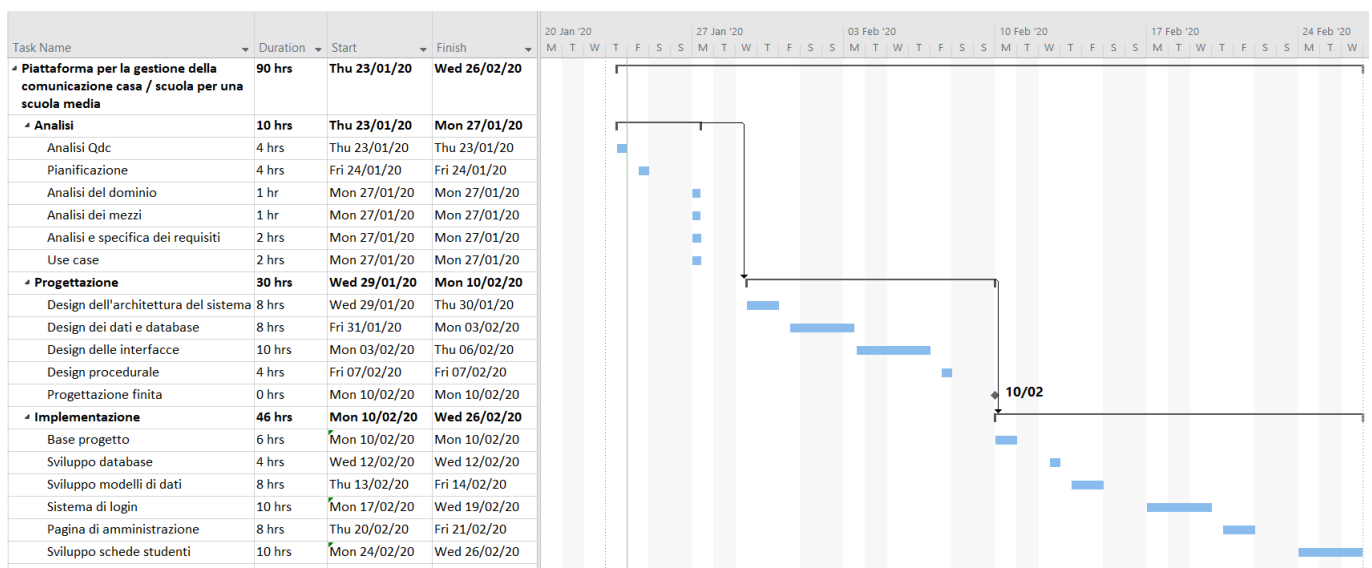 20 Jan '20 27 Jan '20 03 Feb '20 10 Feb '20 17 Feb '20 24 Feb '20
Task Name Duration Start Finish M T W T F S S M T W T F S S M T W T F S S M T W T F S S M T W T F S S M T W
Piattaforma per la gestione della 90 hrs Thu 23/01/20 Wed 26/02/20
comunicazione casa / scuola per una
scuola media
Analisi 10 hrs Thu 23/01/20 Mon 27/01/20
Analisi Qdc 4 hrs Thu 23/01/20 Thu 23/01/20
Pianificazione 4 hrs Fri 24/01/20 Fri 24/01/20
Analisi del dominio 1 hr Mon 27/01/20 Mon 27/01/20
Analisi dei mezzi 1 hr Mon 27/01/20 Mon 27/01/20
Analisi e specifica dei requisiti 2 hrs Mon 27/01/20 Mon 27/01/20
Use case 2 hrs Mon 27/01/20 Mon 27/01/20
Progettazione 30 hrs Wed 29/01/20 Mon 10/02/20
Design dell'architettura del sistema 8 hrs Wed 29/01/20 Thu 30/01/20
Design dei dati e database 8 hrs Fri 31/01/20 Mon 03/02/20
Design delle interfacce 10 hrs Mon 03/02/20 Thu 06/02/20
Design procedurale 4 hrs Fri 07/02/20 Fri 07/02/20
Progettazione finita 0 hrs Mon 10/02/20 Mon 10/02/20 10/02
Implementazione 46 hrs Mon 10/02/20 Wed 26/02/20
Base progetto 6 hrs Mon 10/02/20 Mon 10/02/20
Sviluppo database 4 hrs Wed 12/02/20 Wed 12/02/20
Sviluppo modelli di dati 8 hrs Thu 13/02/20 Fri 14/02/20
Sistema di login 10 hrs Mon 17/02/20 Wed 19/02/20
Pagina di amministrazione 8 hrs Thu 20/02/20 Fri 21/02/20
Sviluppo schede studenti 10 hrs Mon 24/02/20 Wed 26/02/20